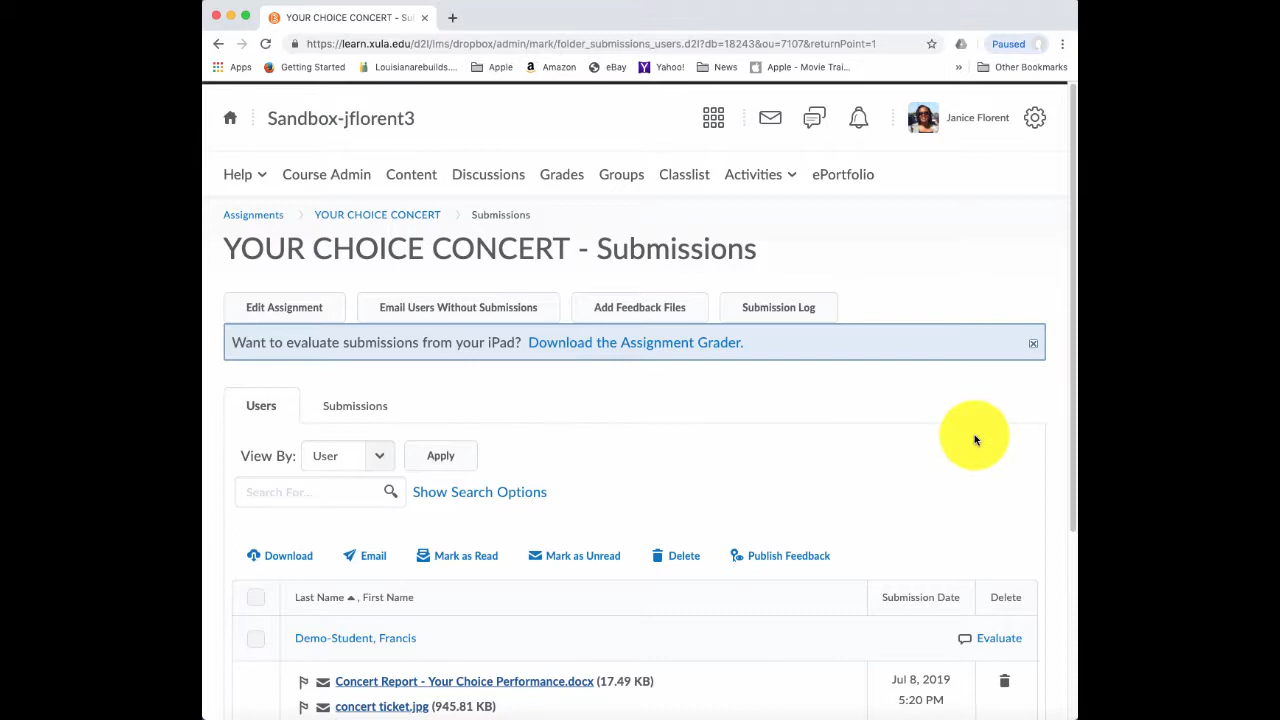 YOUR CHOICE CONCERT - Su
https://learn.xula.edu/d2l/lms/dropbox/admin/mark/folder_submissions_users.d2l?db=18243&ou=7107&returnPoint=1
Paused
Apps Getting Started Louisianarebuilds.... Apple Amazon eBay Yahoo! News Apple - Movie Trai... » Other Bookmarks
Sandbox-jflorent3
Janice Florent
Help Course Admin Content Discussions Grades Groups Classlist Activities ePortfolio
Assignments YOUR CHOICE CONCERT Submissions
YOUR CHOICE CONCERT - Submissions
Edit Assignment Email Users Without Submissions Add Feedback Files Submission Log
Want to evaluate submissions from your iPad? Download the Assignment Grader.
Users Submissions
View By: User Apply
Search For... Show Search Options
Download Email Mark as Read Mark as Unread Delete Publish Feedback
Last Name , First Name Submission Date Delete
Demo-Student, Francis Evaluate
Concert Report - Your Choice Performance.docx (17.49 KB) Jul 8, 2019
5:20 PM
concert ticket.jpg (945.81 KB)